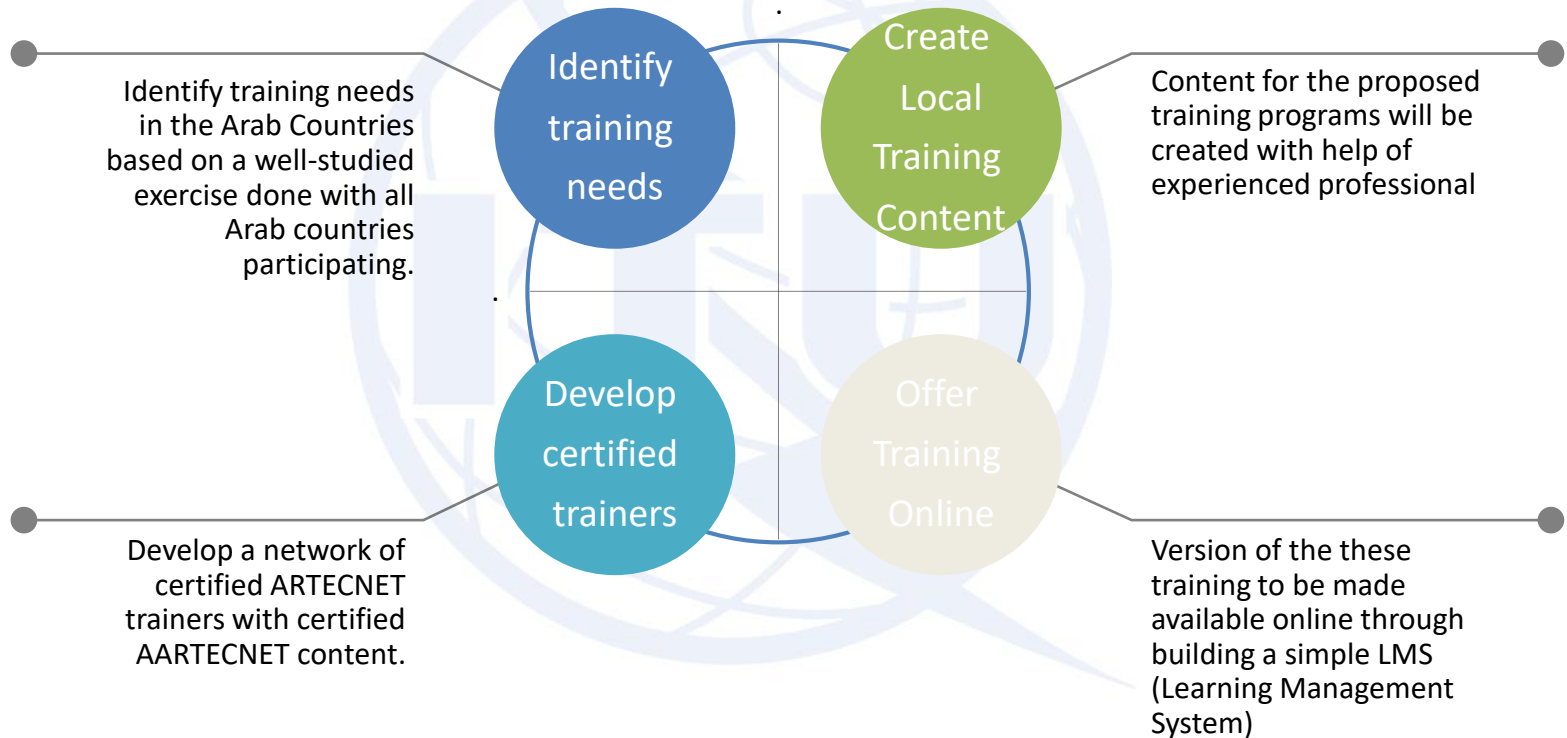 Identify
training
needs
Identify training needs
in the Arab Countries
based on a well-studied
exercise done with all
Arab countries
participating.
Create
Local
Training
Content
Content for the proposed
training programs will be
created with help of
experienced professional
.
.
ITU
Develop
certified
trainers
Develop a network of
certified ARTECNET
trainers with certified
AARTECNET content.
Offer
Training
Online
Version of the these
training to be made
available online through
building a simple LMS
(Learning Management
System)